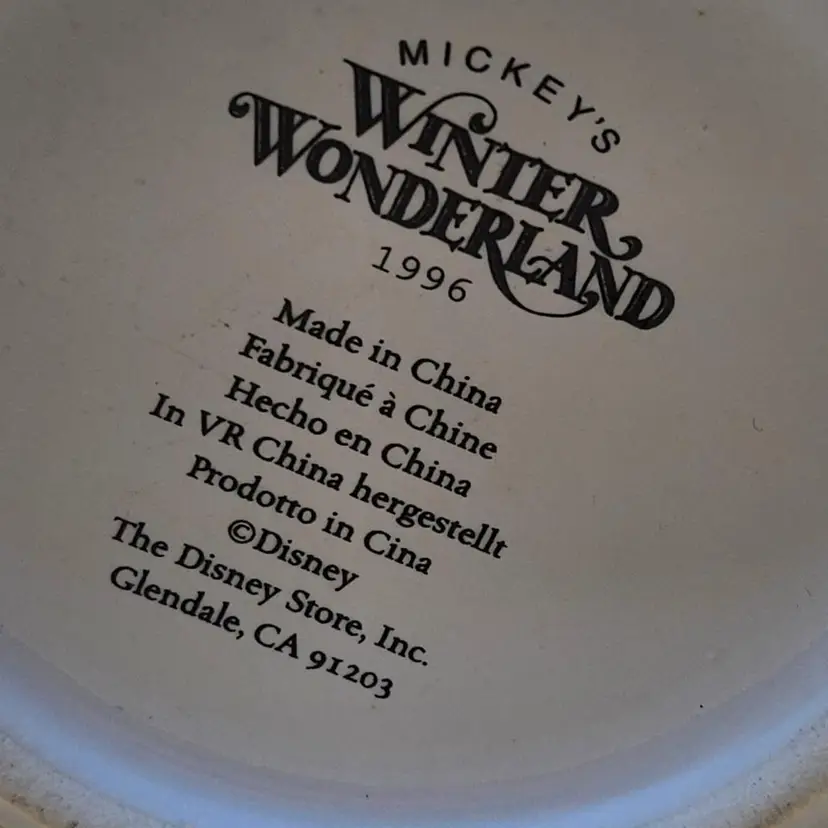 MICKEY'S
WINTER
WONDERLAND
1996
Made in China
Fabriqué à Chine
Hecho en China
In VR China hergestellt
Prodotto in Cina
©Disney
The Disney Store, Inc.
Glendale, CA 91203